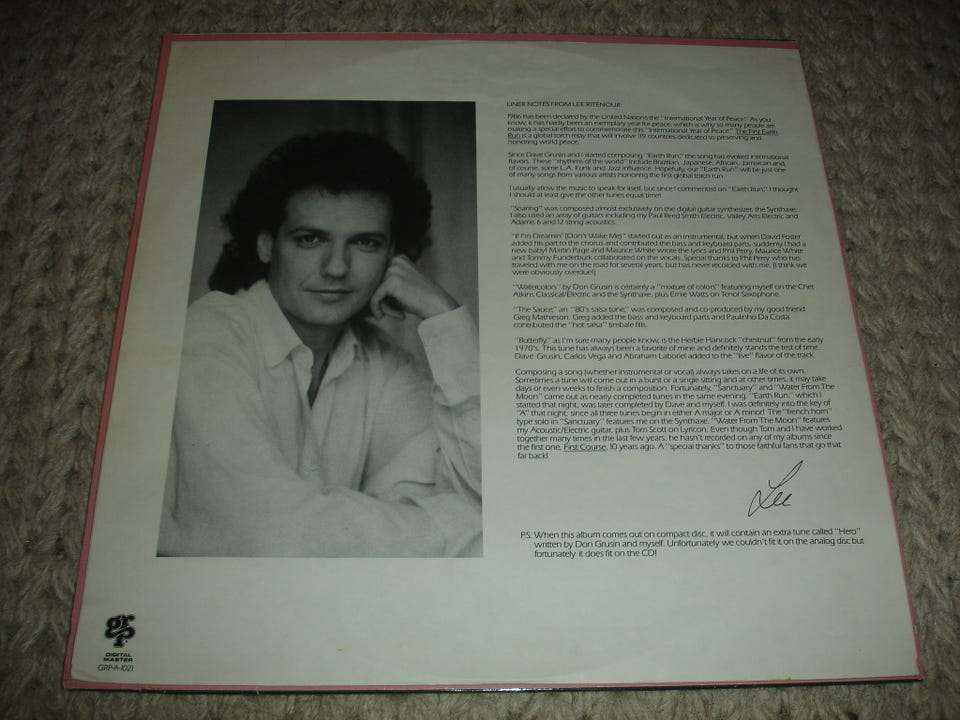 LINER NOTES FROM LEE RITENOUR:
1986 has been declared by the United Nations the "International Year of Peace." As you
know, it has hardly been an exemplary year for peace, which is why so many people are
making a special effort to commemorate this, "International Year of Peace." The First Earth
Run is a global torch relay that will involve 39 countries dedicated to preserving and
honoring world peace.
Since Dave Grusin and I started composing "Earth Run," the song has evoked international
flavors. These "rhythms of the world" include Brazilian, Japanese, African, Jamaican and,
of course, some L.A. Funk and Jazz influence. Hopefully, our "Earth Run" will be just one
of many songs from various artists honoring the first global torch run.
I usually allow the music to speak for itself, but since I commented on "Earth Run," I thought
I should at least give the other tunes equal time!
"Soaring" was composed almost exclusively on the digital guitar synthesizer, the Synthaxe.
I also used an array of guitars including my Paul Reed Smith Electric, Valley Arts Electric and
Adamis 6 and 12 string acoustics.
"If I'm Dreamin' (Don't Wake Me)" started out as an instrumental, but when David Foster
added his part to the chorus and contributed the bass and keyboard parts, suddenly I had a
new baby! Martin Page and Maurice White wrote the lyrics and Phil Perry, Maurice White
and Tommy Funderburk collaborated on the vocals. Special thanks to Phil Perry who has
traveled with me on the road for several years, but has never recorded with me. (I think we
were obviously overdue!)
"Watercolors" by Don Grusin is certainly a "mixture of colors" featuring myself on the Chet
Atkins Classical/Electric and the Synthaxe, plus Ernie Watts on Tenor Saxophone.
"The Sauce," an "80's salsa tune," was composed and co-produced by my good friend
Greg Mathieson. Greg added the bass and keyboard parts and Paulinho Da Costa
contributed the "hot salsa" timbale fills.
"Butterfly," as I'm sure many people know, is the Herbie Hancock "chestnut" from the early
1970's. This tune has always been a favorite of mine and definitely stands the test of time.
Dave Grusin, Carlos Vega and Abraham Laboriel added to the "live" flavor of the track.
Composing a song (whether instrumental or vocal) always takes on a life of its own.
Sometimes a tune will come out in a burst or a single sitting and at other times, it may take
days or even weeks to finish a composition. Fortunately, "Sanctuary" and "Water From The
Moon" came out as nearly completed tunes in the same evening. "Earth Run," which I
started that night, was later completed by Dave and myself. I was definitely into the key of
"A" that night, since all three tunes begin in either A major or A minor! The "french horn"
type solo in "Sanctuary" features me on the Synthaxe. "Water From The Moon" features
my Acoustic/Electric guitar, plus Tom Scott on Lyricon. Even though Tom and I have worked
together many times in the last few years, he hasn't recorded on any of my albums since
the first one, First Course, 10 years ago. A "special thanks" to those faithful fans that go that
far back!
Lee
P.S. When this album comes out on compact disc, it will contain an extra tune called "Hero"
written by Don Grusin and myself. Unfortunately we couldn't fit it on the analog disc but
fortunately it does fit on the CD!
grp
DIGITAL
MASTER
GRP-A-1021